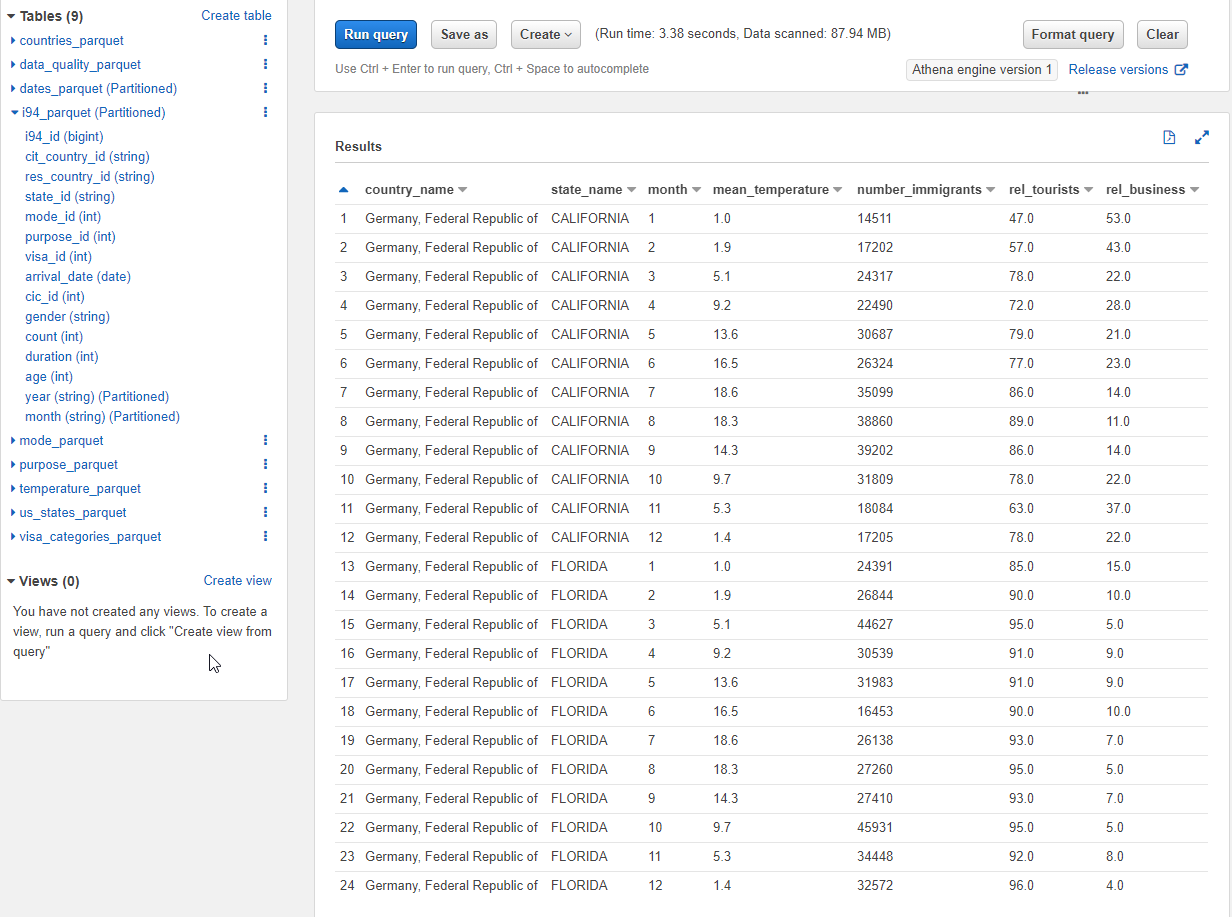 Tables (9) Create table
countries_parquet
data_quality_parquet
dates_parquet (Partitioned)
i94_parquet (Partitioned)
i94_id (bigint)
cit_country_id (string)
res_country_id (string)
state_id (string)
mode_id (int)
purpose_id (int)
visa_id (int)
arrival_date (date)
cic_id (int)
gender (string)
count (int)
duration (int)
age (int)
year (string) (Partitioned)
month (string) (Partitioned)
mode_parquet
purpose_parquet
temperature_parquet
us_states_parquet
visa_categories_parquet
Views (0) Create view
You have not created any views. To create a
view, run a query and click "Create view from
query"
Run query Save as Create (Run time: 3.38 seconds, Data scanned: 87.94 MB) Format query Clear
Use Ctrl + Enter to run query, Ctrl + Space to autocomplete Athena engine version 1 Release versions
Results
country_name state_name month mean_temperature number_immigrants rel_tourists rel_business
1 Germany, Federal Republic of CALIFORNIA 1 1.0 14511 47.0 53.0
2 Germany, Federal Republic of CALIFORNIA 2 1.9 17202 57.0 43.0
3 Germany, Federal Republic of CALIFORNIA 3 5.1 24317 78.0 22.0
4 Germany, Federal Republic of CALIFORNIA 4 9.2 22490 72.0 28.0
5 Germany, Federal Republic of CALIFORNIA 5 13.6 30687 79.0 21.0
6 Germany, Federal Republic of CALIFORNIA 6 16.5 26324 77.0 23.0
7 Germany, Federal Republic of CALIFORNIA 7 18.6 35099 86.0 14.0
8 Germany, Federal Republic of CALIFORNIA 8 18.3 38860 89.0 11.0
9 Germany, Federal Republic of CALIFORNIA 9 14.3 39202 86.0 14.0
10 Germany, Federal Republic of CALIFORNIA 10 9.7 31809 78.0 22.0
11 Germany, Federal Republic of CALIFORNIA 11 5.3 18084 63.0 37.0
12 Germany, Federal Republic of CALIFORNIA 12 1.4 17205 78.0 22.0
13 Germany, Federal Republic of FLORIDA 1 1.0 24391 85.0 15.0
14 Germany, Federal Republic of FLORIDA 2 1.9 26844 90.0 10.0
15 Germany, Federal Republic of FLORIDA 3 5.1 44627 95.0 5.0
16 Germany, Federal Republic of FLORIDA 4 9.2 30539 91.0 9.0
17 Germany, Federal Republic of FLORIDA 5 13.6 31983 91.0 9.0
18 Germany, Federal Republic of FLORIDA 6 16.5 16453 90.0 10.0
19 Germany, Federal Republic of FLORIDA 7 18.6 26138 93.0 7.0
20 Germany, Federal Republic of FLORIDA 8 18.3 27260 95.0 5.0
21 Germany, Federal Republic of FLORIDA 9 14.3 27410 93.0 7.0
22 Germany, Federal Republic of FLORIDA 10 9.7 45931 95.0 5.0
23 Germany, Federal Republic of FLORIDA 11 5.3 34448 92.0 8.0
24 Germany, Federal Republic of FLORIDA 12 1.4 32572 96.0 4.0